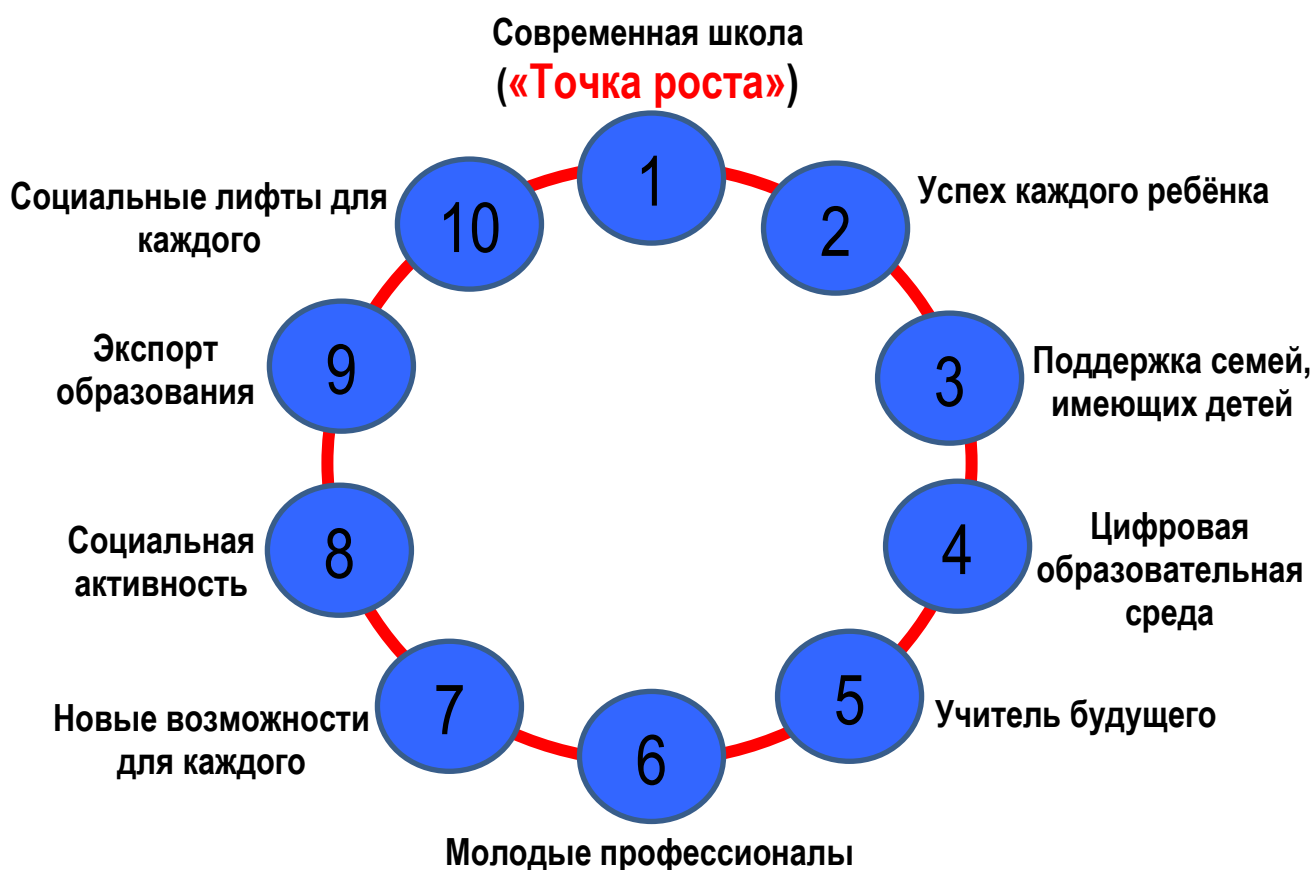 Современная школа
(«Точка роста»)
1
2
Успех каждого ребёнка
3
Поддержка семей,
имеющих детей
4
Цифровая
образовательная
среда
5
Учитель будущего
6
Молодые профессионалы
7
Новые возможности
для каждого
8
Социальная
активность
9
Экспорт
образования
10
Социальные лифты для
каждого